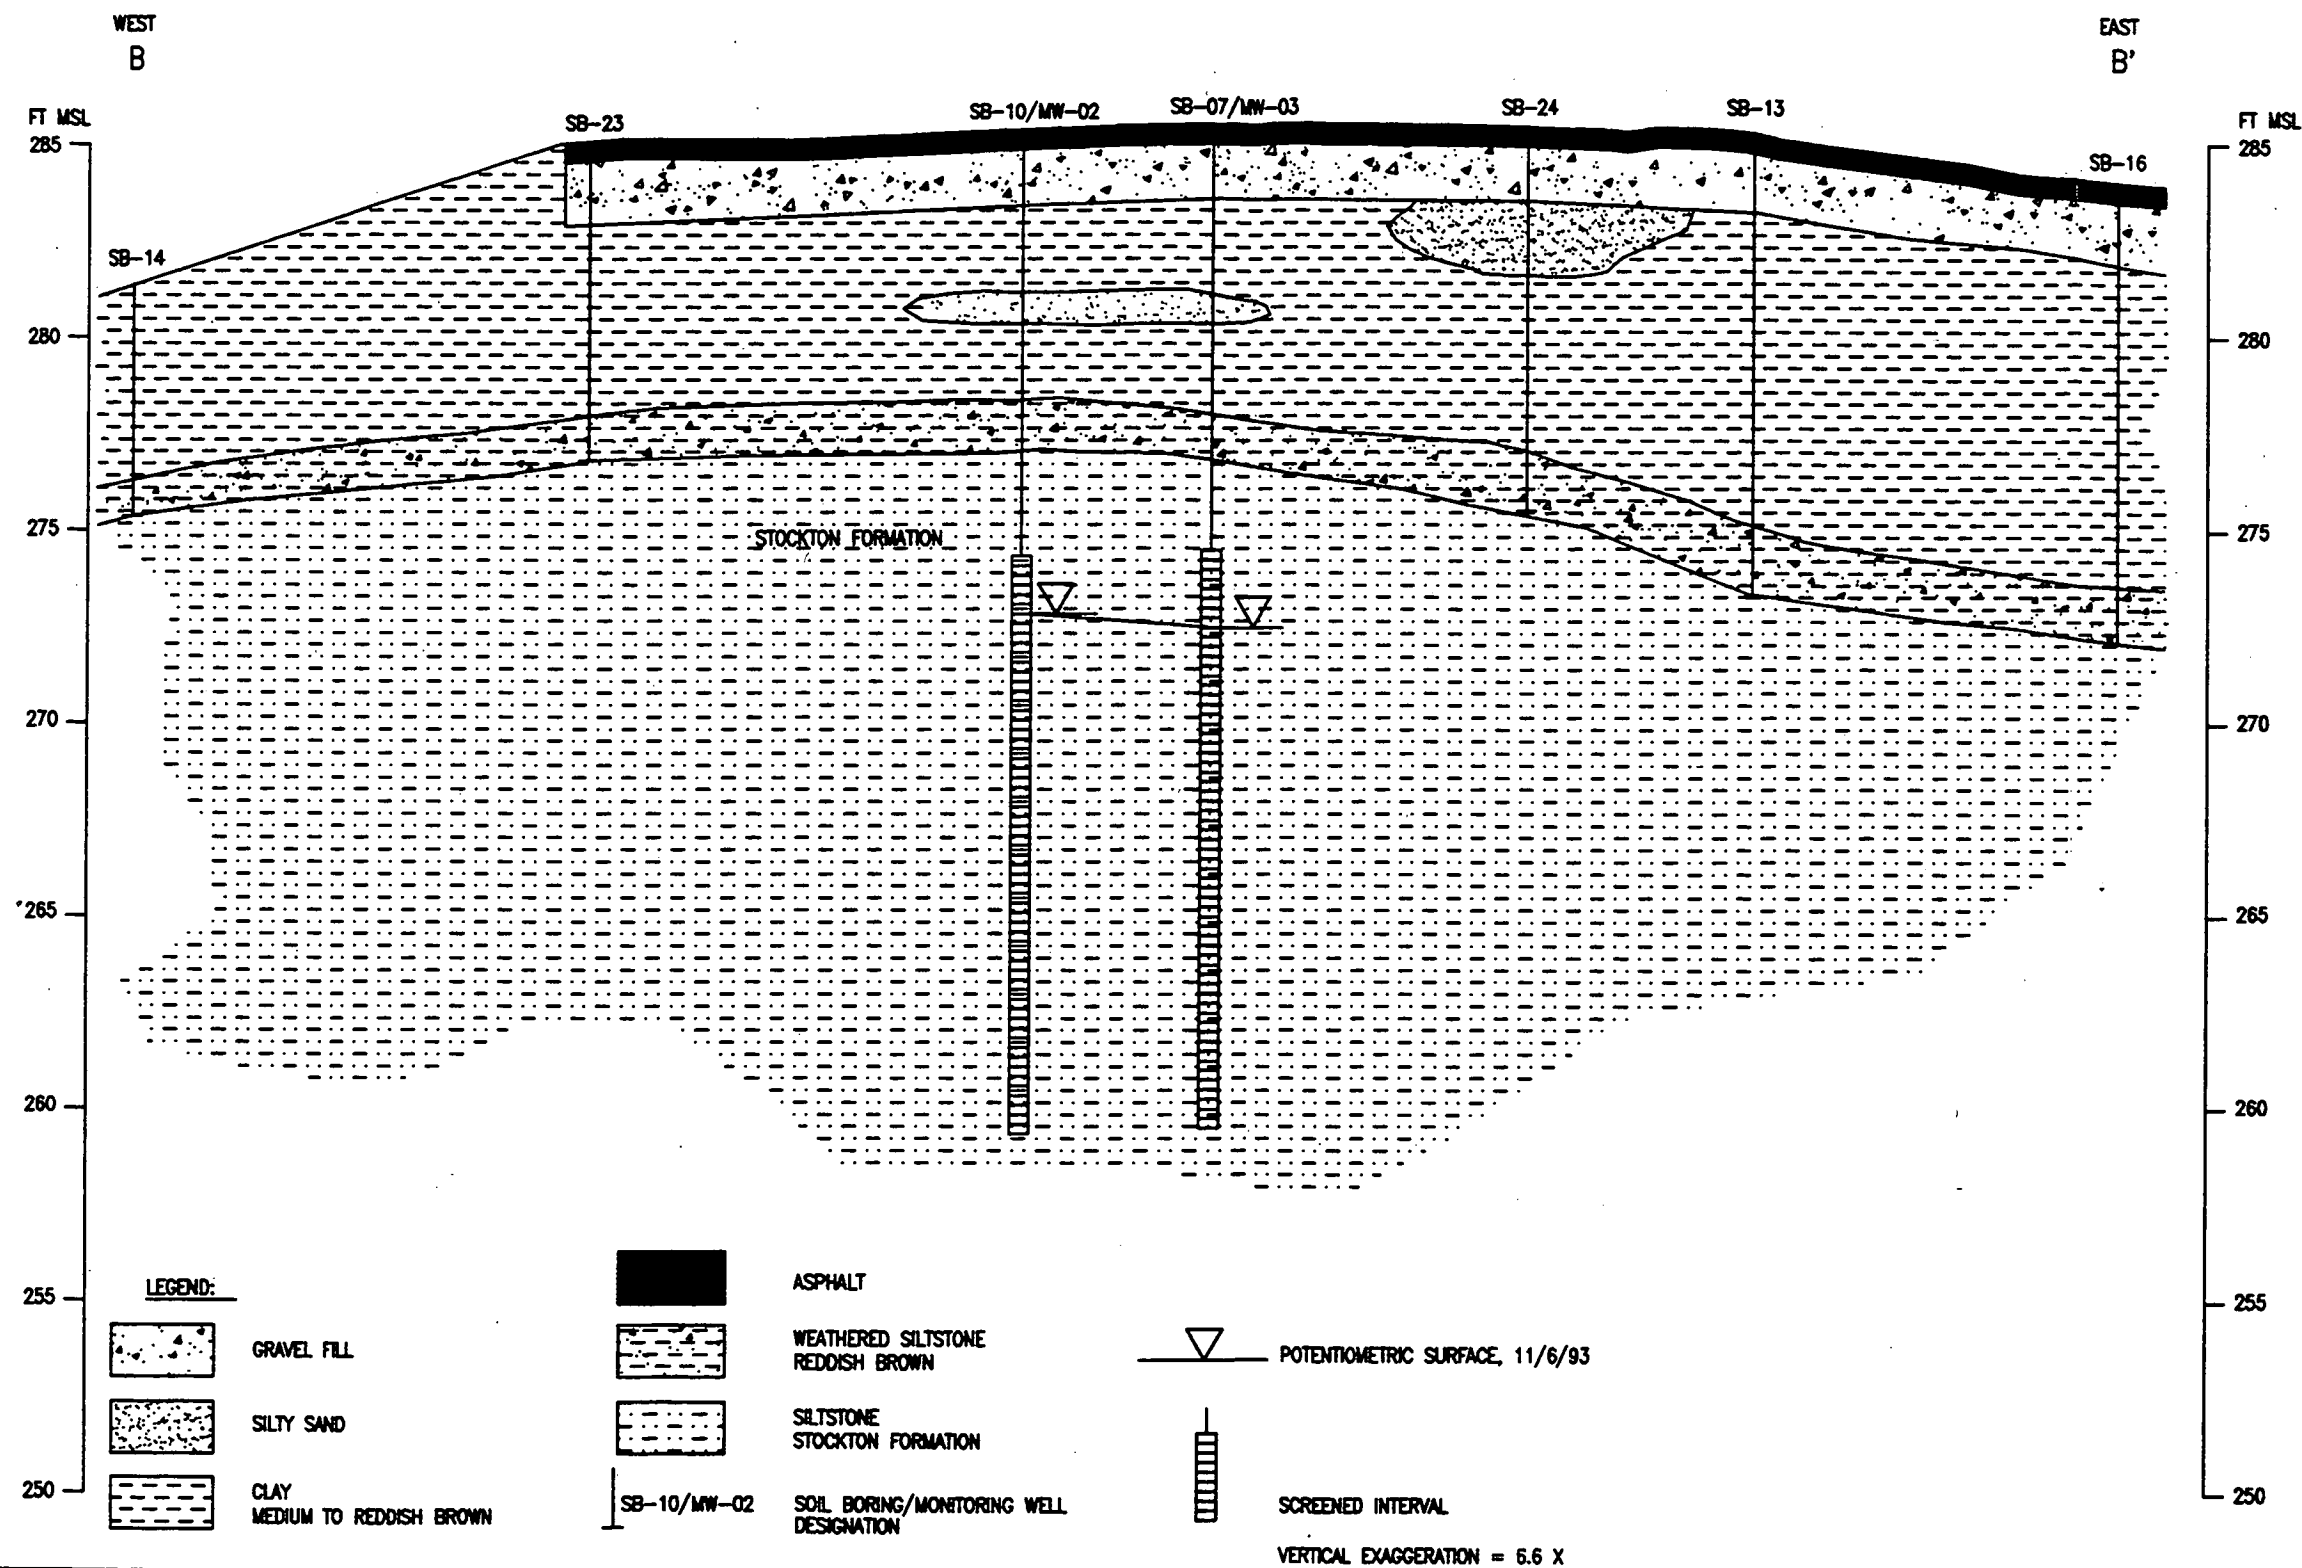 WEST
B
EAST
B'
FT MSL
FT MSL
SB-23
SB-10/MW-02
SB-07/MW-03
SB-24
SB-13
SB-16
SB-14
285
285
280
280
275
275
STOCKTON FORMATION
270
270
265
265
260
260
255
255
250
250
LEGEND:
GRAVEL FILL
SILTY SAND
CLAY
MEDIUM TO REDDISH BROWN
ASPHALT
WEATHERED SILTSTONE
REDDISH BROWN
SILTSTONE
STOCKTON FORMATION
SB-10/MW-02
SOIL BORING/MONITORING WELL
DESIGNATION
POTENTIOMETRIC SURFACE, 11/6/93
SCREENED INTERVAL
VERTICAL EXAGGERATION = 6.6 X